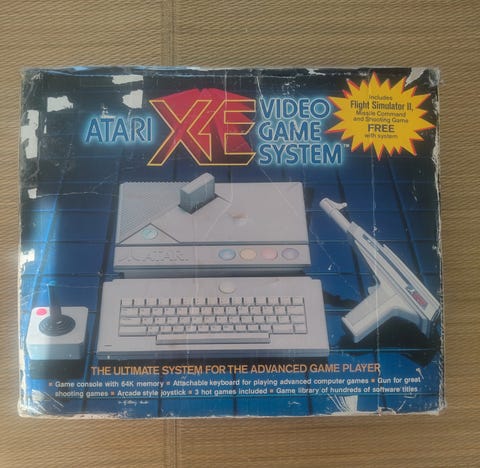 ATARI XE VIDEO GAME SYSTEM™
includes
Flight Simulator II,
Missile Command
and Shooting Game
FREE
with system
ATARI
THE ULTIMATE SYSTEM FOR THE ADVANCED GAME PLAYER
▪ Game console with 64K memory ▪ Attachable keyboard for playing advanced computer games ▪ Gun for great
shooting games ▪ Arcade style joystick ▪ 3 hot games included ▪ Game library of hundreds of software titles